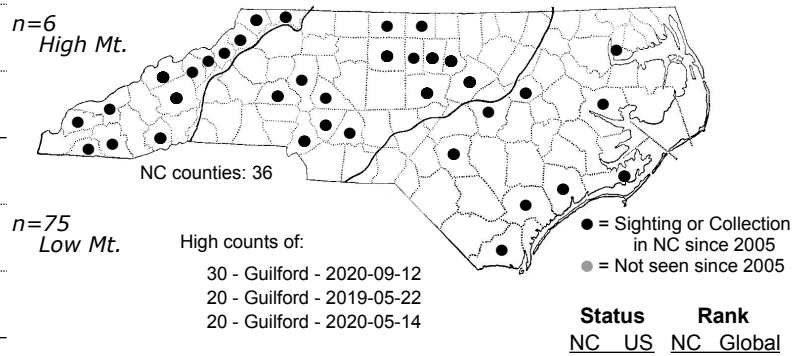 n=6
High Mt.
NC counties: 36
n=75
Low Mt.
High counts of:
30 - Guilford - 2020-09-12
20 - Guilford - 2019-05-22
20 - Guilford - 2020-05-14
= Sighting or Collection
in NC since 2005
= Not seen since 2005
Status Rank
NC US NC Global